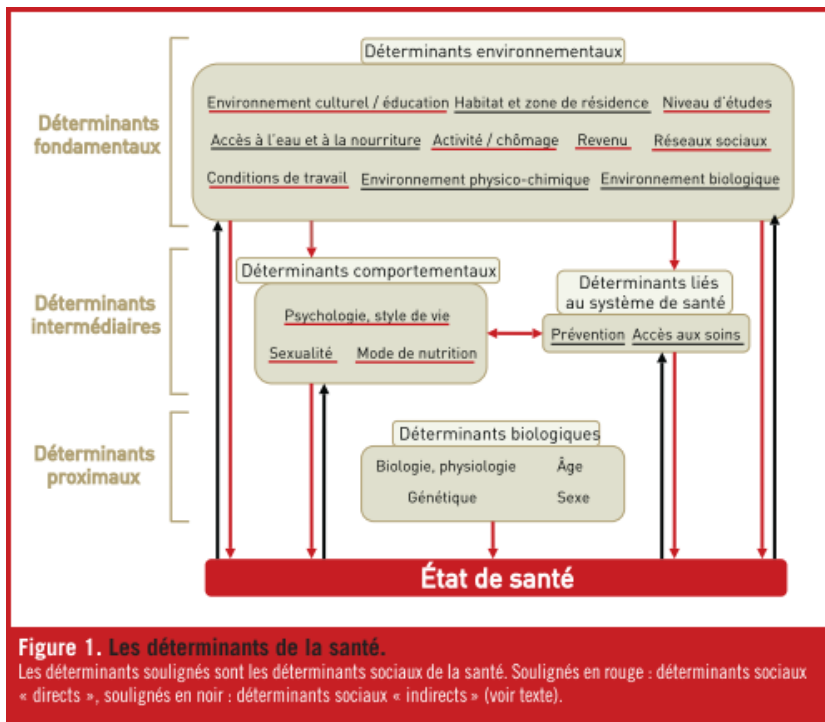 Déterminants environnementaux
Déterminants
fondamentaux
Environnement culturel / éducation Habitat et zone de résidence Niveau d'études
Accès à l'eau et à la nourriture Activité / chômage Revenu Réseaux sociaux
Conditions de travail Environnement physico-chimique Environnement biologique
Déterminants
intermédiaires
Déterminants comportementaux
Psychologie, style de vie
Sexualité Mode de nutrition
Déterminants liés
au système de santé
Prévention Accès aux soins
Déterminants
proximaux
Déterminants biologiques
Biologie, physiologie Âge
Génétique Sexe
État de santé
Figure 1. Les déterminants de la santé.
Les déterminants soulignés sont les déterminants sociaux de la santé. Soulignés en rouge : déterminants sociaux
« directs », soulignés en noir : déterminants sociaux « indirects » (voir texte).